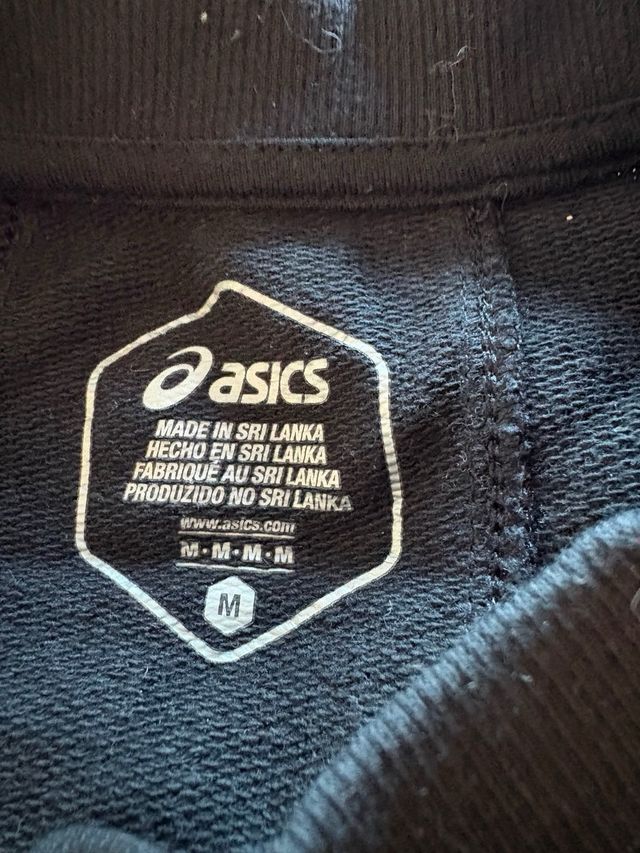 asics
MADE IN SRI LANKA
HECHO EN SRI LANKA
FABRIQUÉ AU SRI LANKA
PRODUZIDO NO SRI LANKA
www.asics.com
M•M•M•M
M